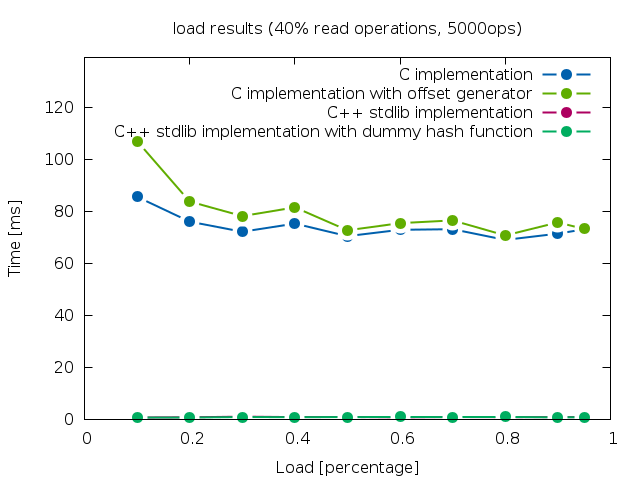 load results (40% read operations, 5000ops)
C implementation
C implementation with offset generator
C++ stdlib implementation
C++ stdlib implementation with dummy hash function
120
100
80
60
40
20
0
Time [ms]
0 0.2 0.4 0.6 0.8 1
Load [percentage]